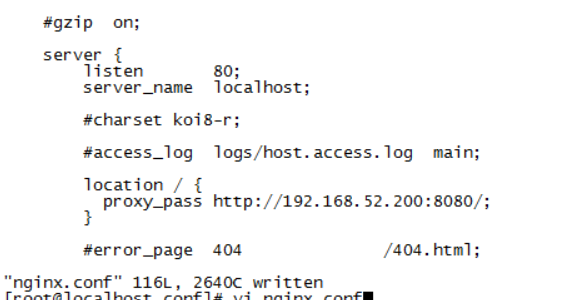 #gzip  on;
server {
listen       80;
server_name  localhost;
#charset koi8-r;
#access_log  logs/host.access.log  main;
location / {
proxy_pass http://192.168.52.200:8080/;
}
#error_page  404              /404.html;
"nginx.conf" 116L, 2640C written
[root@localhost conf]# vi nginx.conf